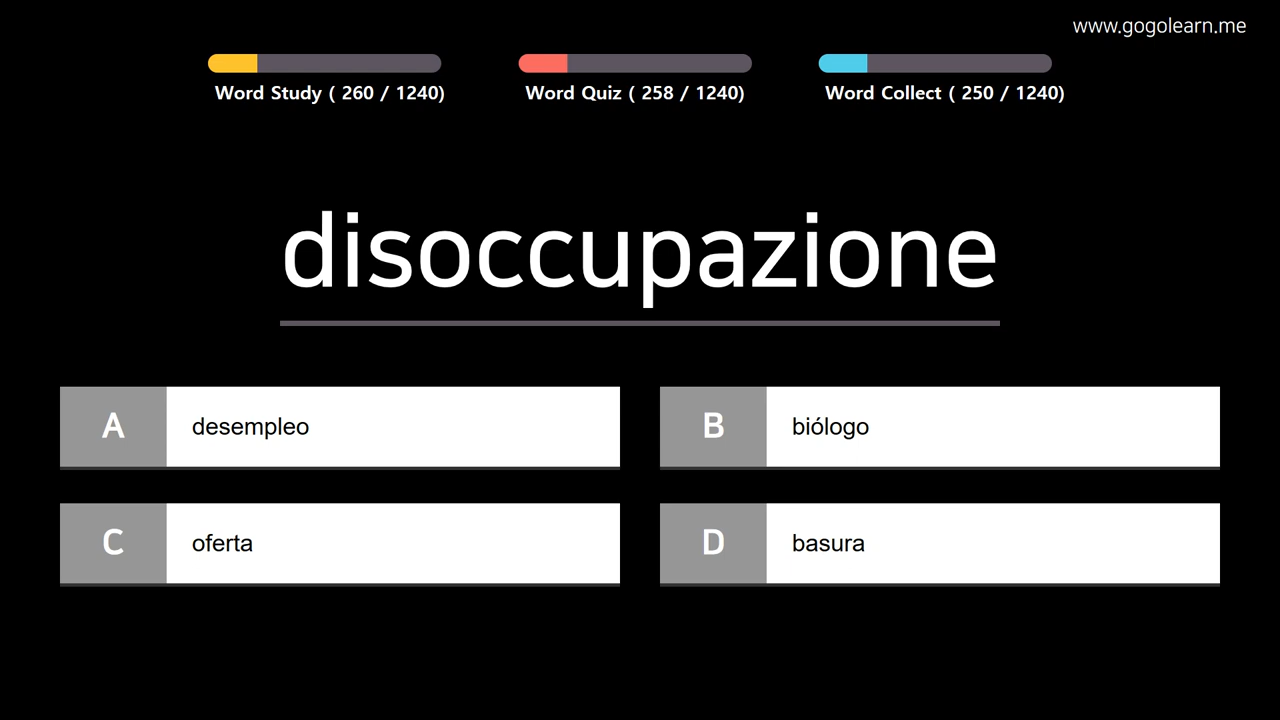 www.gogolearn.me
Word Study ( 260 / 1240)
Word Quiz ( 258 / 1240)
Word Collect ( 250 / 1240)
disoccupazione
A desempleo
B biólogo
C oferta
D basura